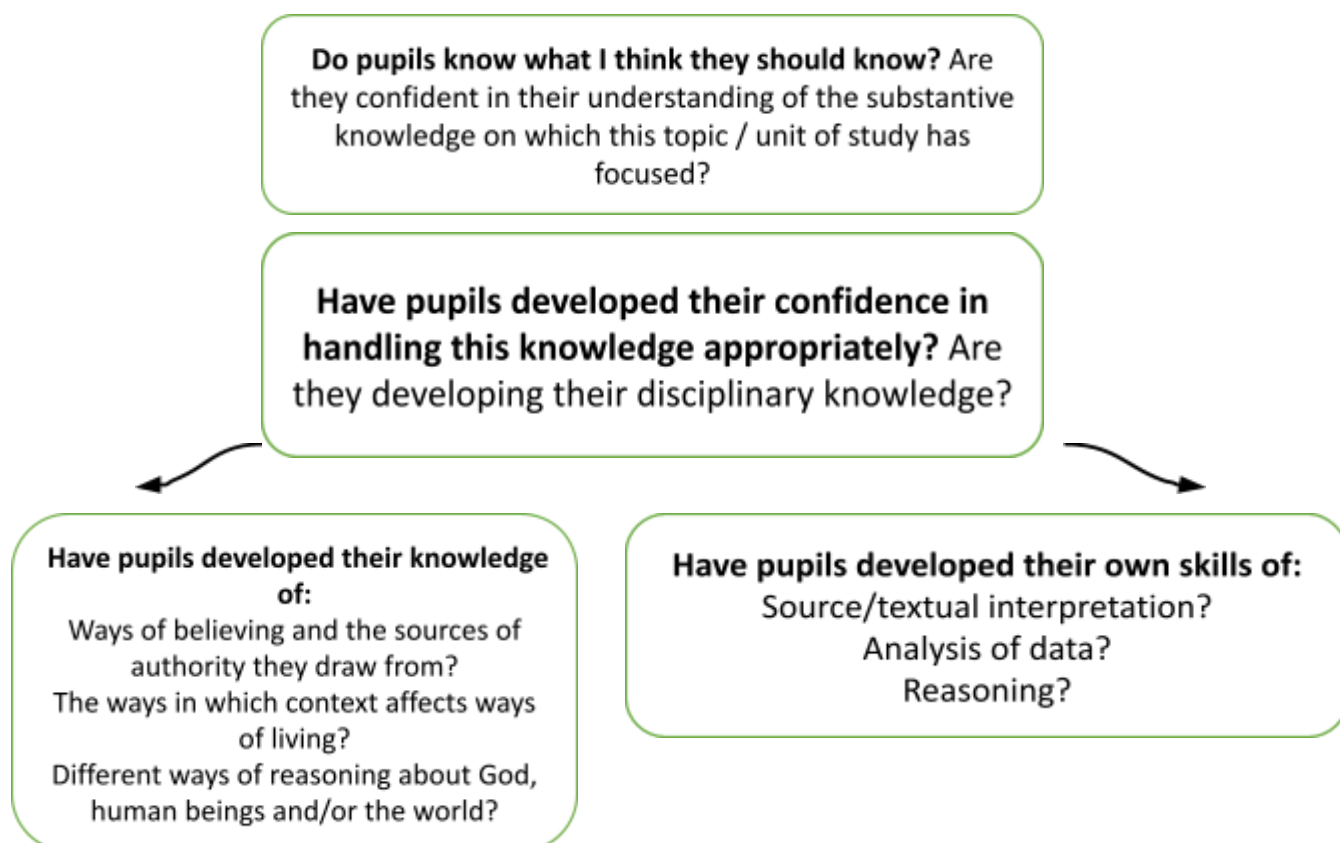 Do pupils know what I think they should know? Are
they confident in their understanding of the substantive
knowledge on which this topic / unit of study has
focused?
Have pupils developed their confidence in
handling this knowledge appropriately? Are
they developing their disciplinary knowledge?
Have pupils developed their knowledge
of:
Ways of believing and the sources of
authority they draw from?
The ways in which context affects ways
of living?
Different ways of reasoning about God,
human beings and/or the world?
Have pupils developed their own skills of:
Source/textual interpretation?
Analysis of data?
Reasoning?